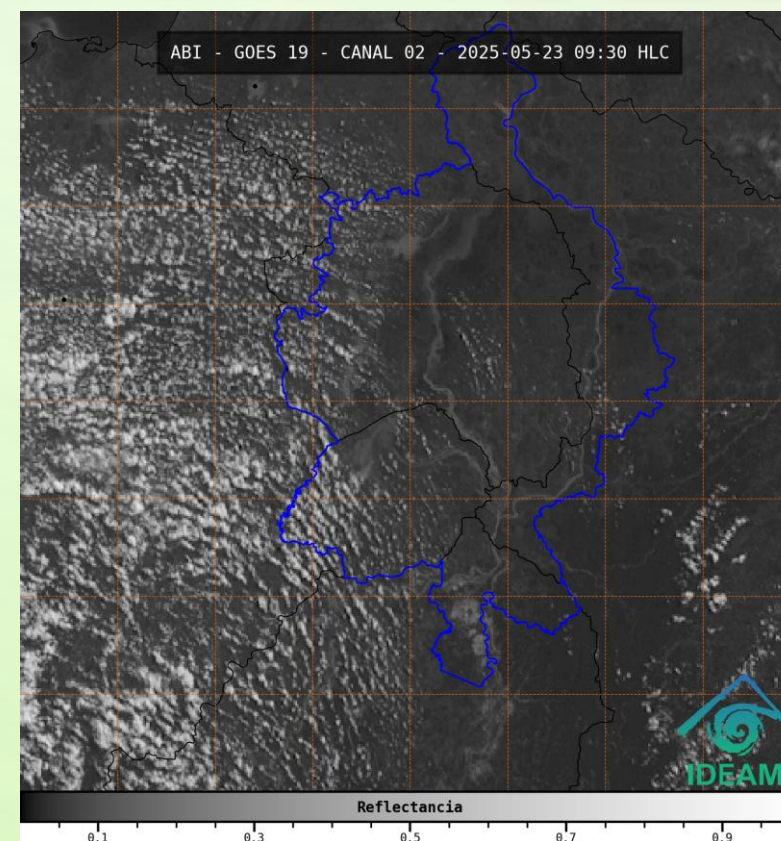 ABI - GOES 19 - CANAL 02 - 2025-05-23 09:30 HLC
IDEAM
Reflectancia
0.1 0.3 0.5 0.7 0.9